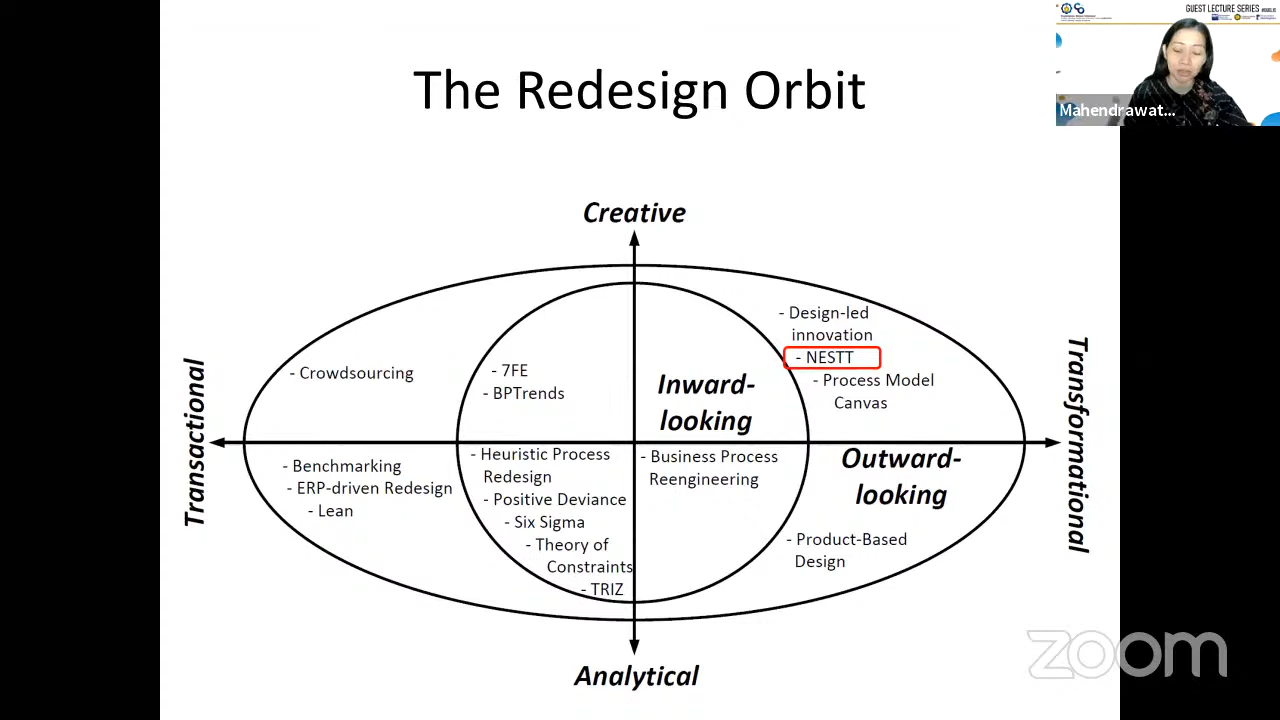 GUEST LECTURE SERIES
Mahendrawat...
The Redesign Orbit
Creative
- Design-led
innovation
- NESTT
- Process Model
Canvas
- Crowdsourcing
- 7FE
- BPTrends
Inward-
looking
Transactional
Transformational
- Benchmarking
- ERP-driven Redesign
- Lean
- Heuristic Process
Redesign
- Positive Deviance
- Six Sigma
- Theory of
Constraints
- TRIZ
- Business Process
Reengineering
Outward-
looking
- Product-Based
Design
Analytical
zoom